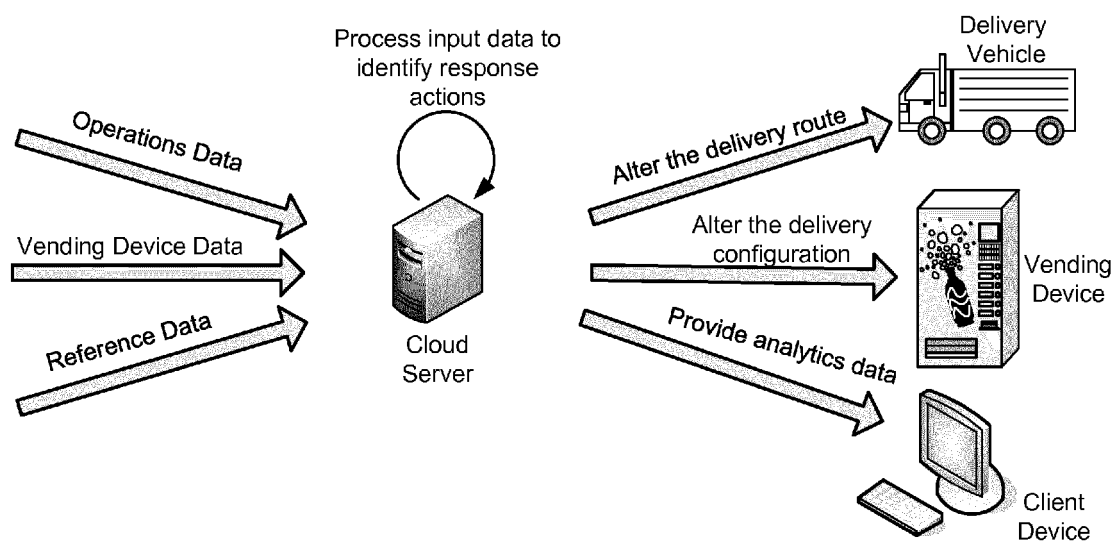 Process input data to
identify response
actions
Delivery
Vehicle
Operations Data
Alter the delivery route
Vending Device Data
Alter the delivery
configuration
Vending
Device
Reference Data
Cloud
Server
Provide analytics data
Client
Device